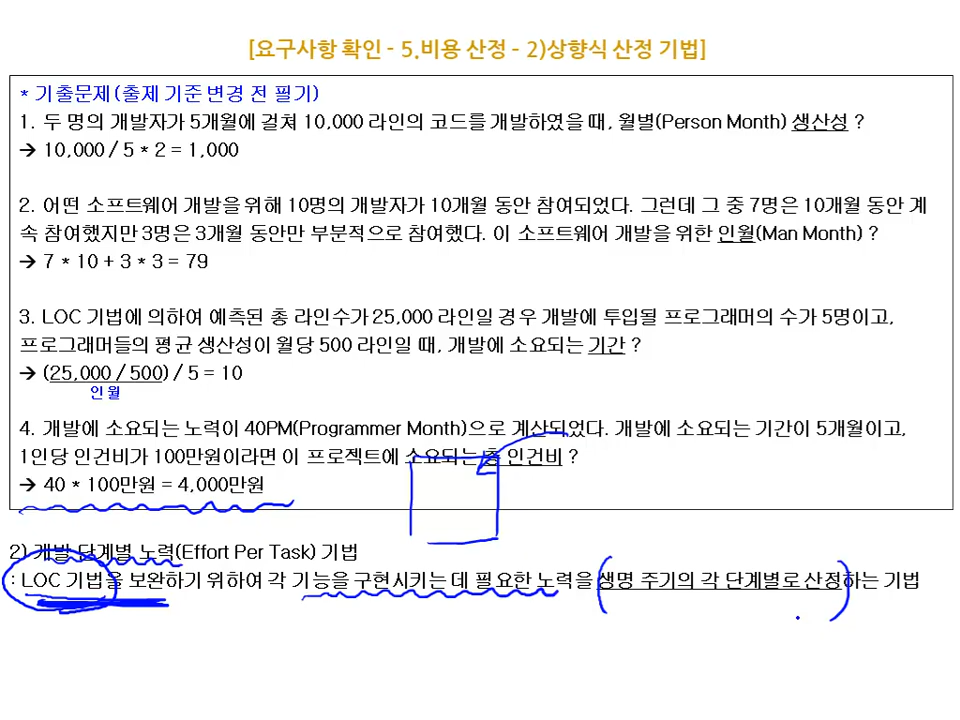 [요구사항 확인 - 5.비용 산정 - 2)상향식 산정 기법]
* 기출문제(출제 기준 변경 전 필기)
1. 두 명의 개발자가 5개월에 걸쳐 10,000 라인의 코드를 개발하였을 때, 월별(Person Month) 생산성 ?
→ 10,000 / 5 * 2 = 1,000
2. 어떤 소프트웨어 개발을 위해 10명의 개발자가 10개월 동안 참여되었다. 그런데 그 중 7명은 10개월 동안 계
속 참여했지만 3명은 3개월 동안만 부분적으로 참여했다. 이 소프트웨어 개발을 위한 인월(Man Month) ?
→ 7 * 10 + 3 * 3 = 79
3. LOC 기법에 의하여 예측된 총 라인수가 25,000 라인일 경우 개발에 투입될 프로그래머의 수가 5명이고,
프로그래머들의 평균 생산성이 월당 500 라인일 때, 개발에 소요되는 기간 ?
→ (25,000 / 500) / 5 = 10
인월
4. 개발에 소요되는 노력이 40PM(Programmer Month)으로 계산되었다. 개발에 소요되는 기간이 5개월이고,
1인당 인건비가 100만원이라면 이 프로젝트에 소요되는 총 인건비 ?
→ 40 * 100만원 = 4,000만원
2) 개발 단계별 노력(Effort Per Task) 기법
: LOC 기법을 보완하기 위하여 각 기능을 구현시키는 데 필요한 노력을 생명 주기의 각 단계별로 산정하는 기법